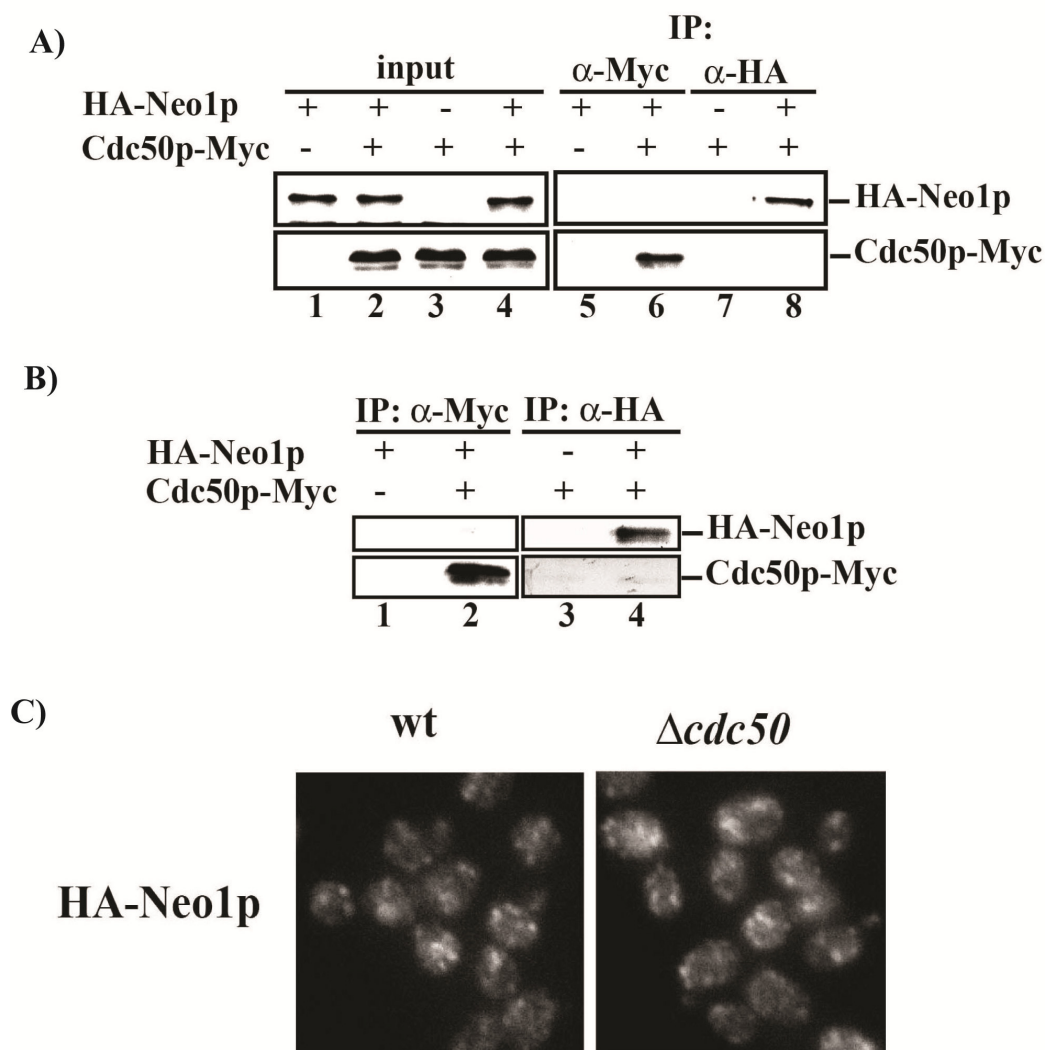 A)
IP:
input α-Myc α-HA
HA-Neo1p + + - + + + - +
Cdc50p-Myc - + + + - + + +
HA-Neo1p
Cdc50p-Myc
1 2 3 4 5 6 7 8
B)
IP: α-Myc IP: α-HA
HA-Neo1p + + - +
Cdc50p-Myc - + + +
HA-Neo1p
Cdc50p-Myc
1 2 3 4
C)
wt Δcdc50
HA-Neo1p